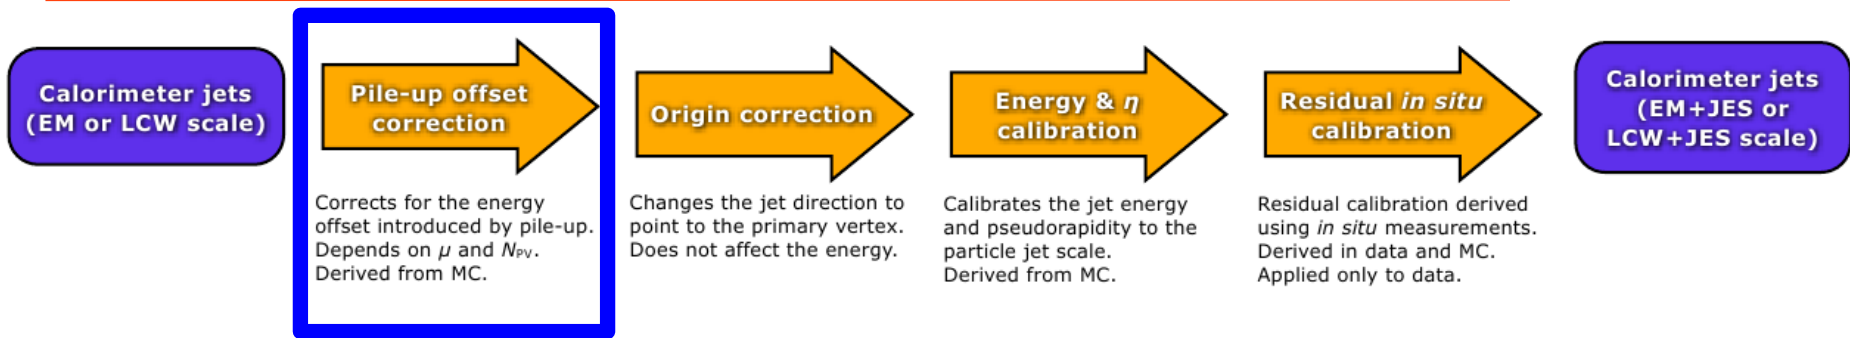 Calorimeter jets
(EM or LCW scale)
Pile-up offset
correction
Corrects for the energy
offset introduced by pile-up.
Depends on μ and NPV.
Derived from MC.
Origin correction
Changes the jet direction to
point to the primary vertex.
Does not affect the energy.
Energy & η
calibration
Calibrates the jet energy
and pseudorapidity to the
particle jet scale.
Derived from MC.
Residual in situ
calibration
Residual calibration derived
using in situ measurements.
Derived in data and MC.
Applied only to data.
Calorimeter jets
(EM+JES or
LCW+JES scale)